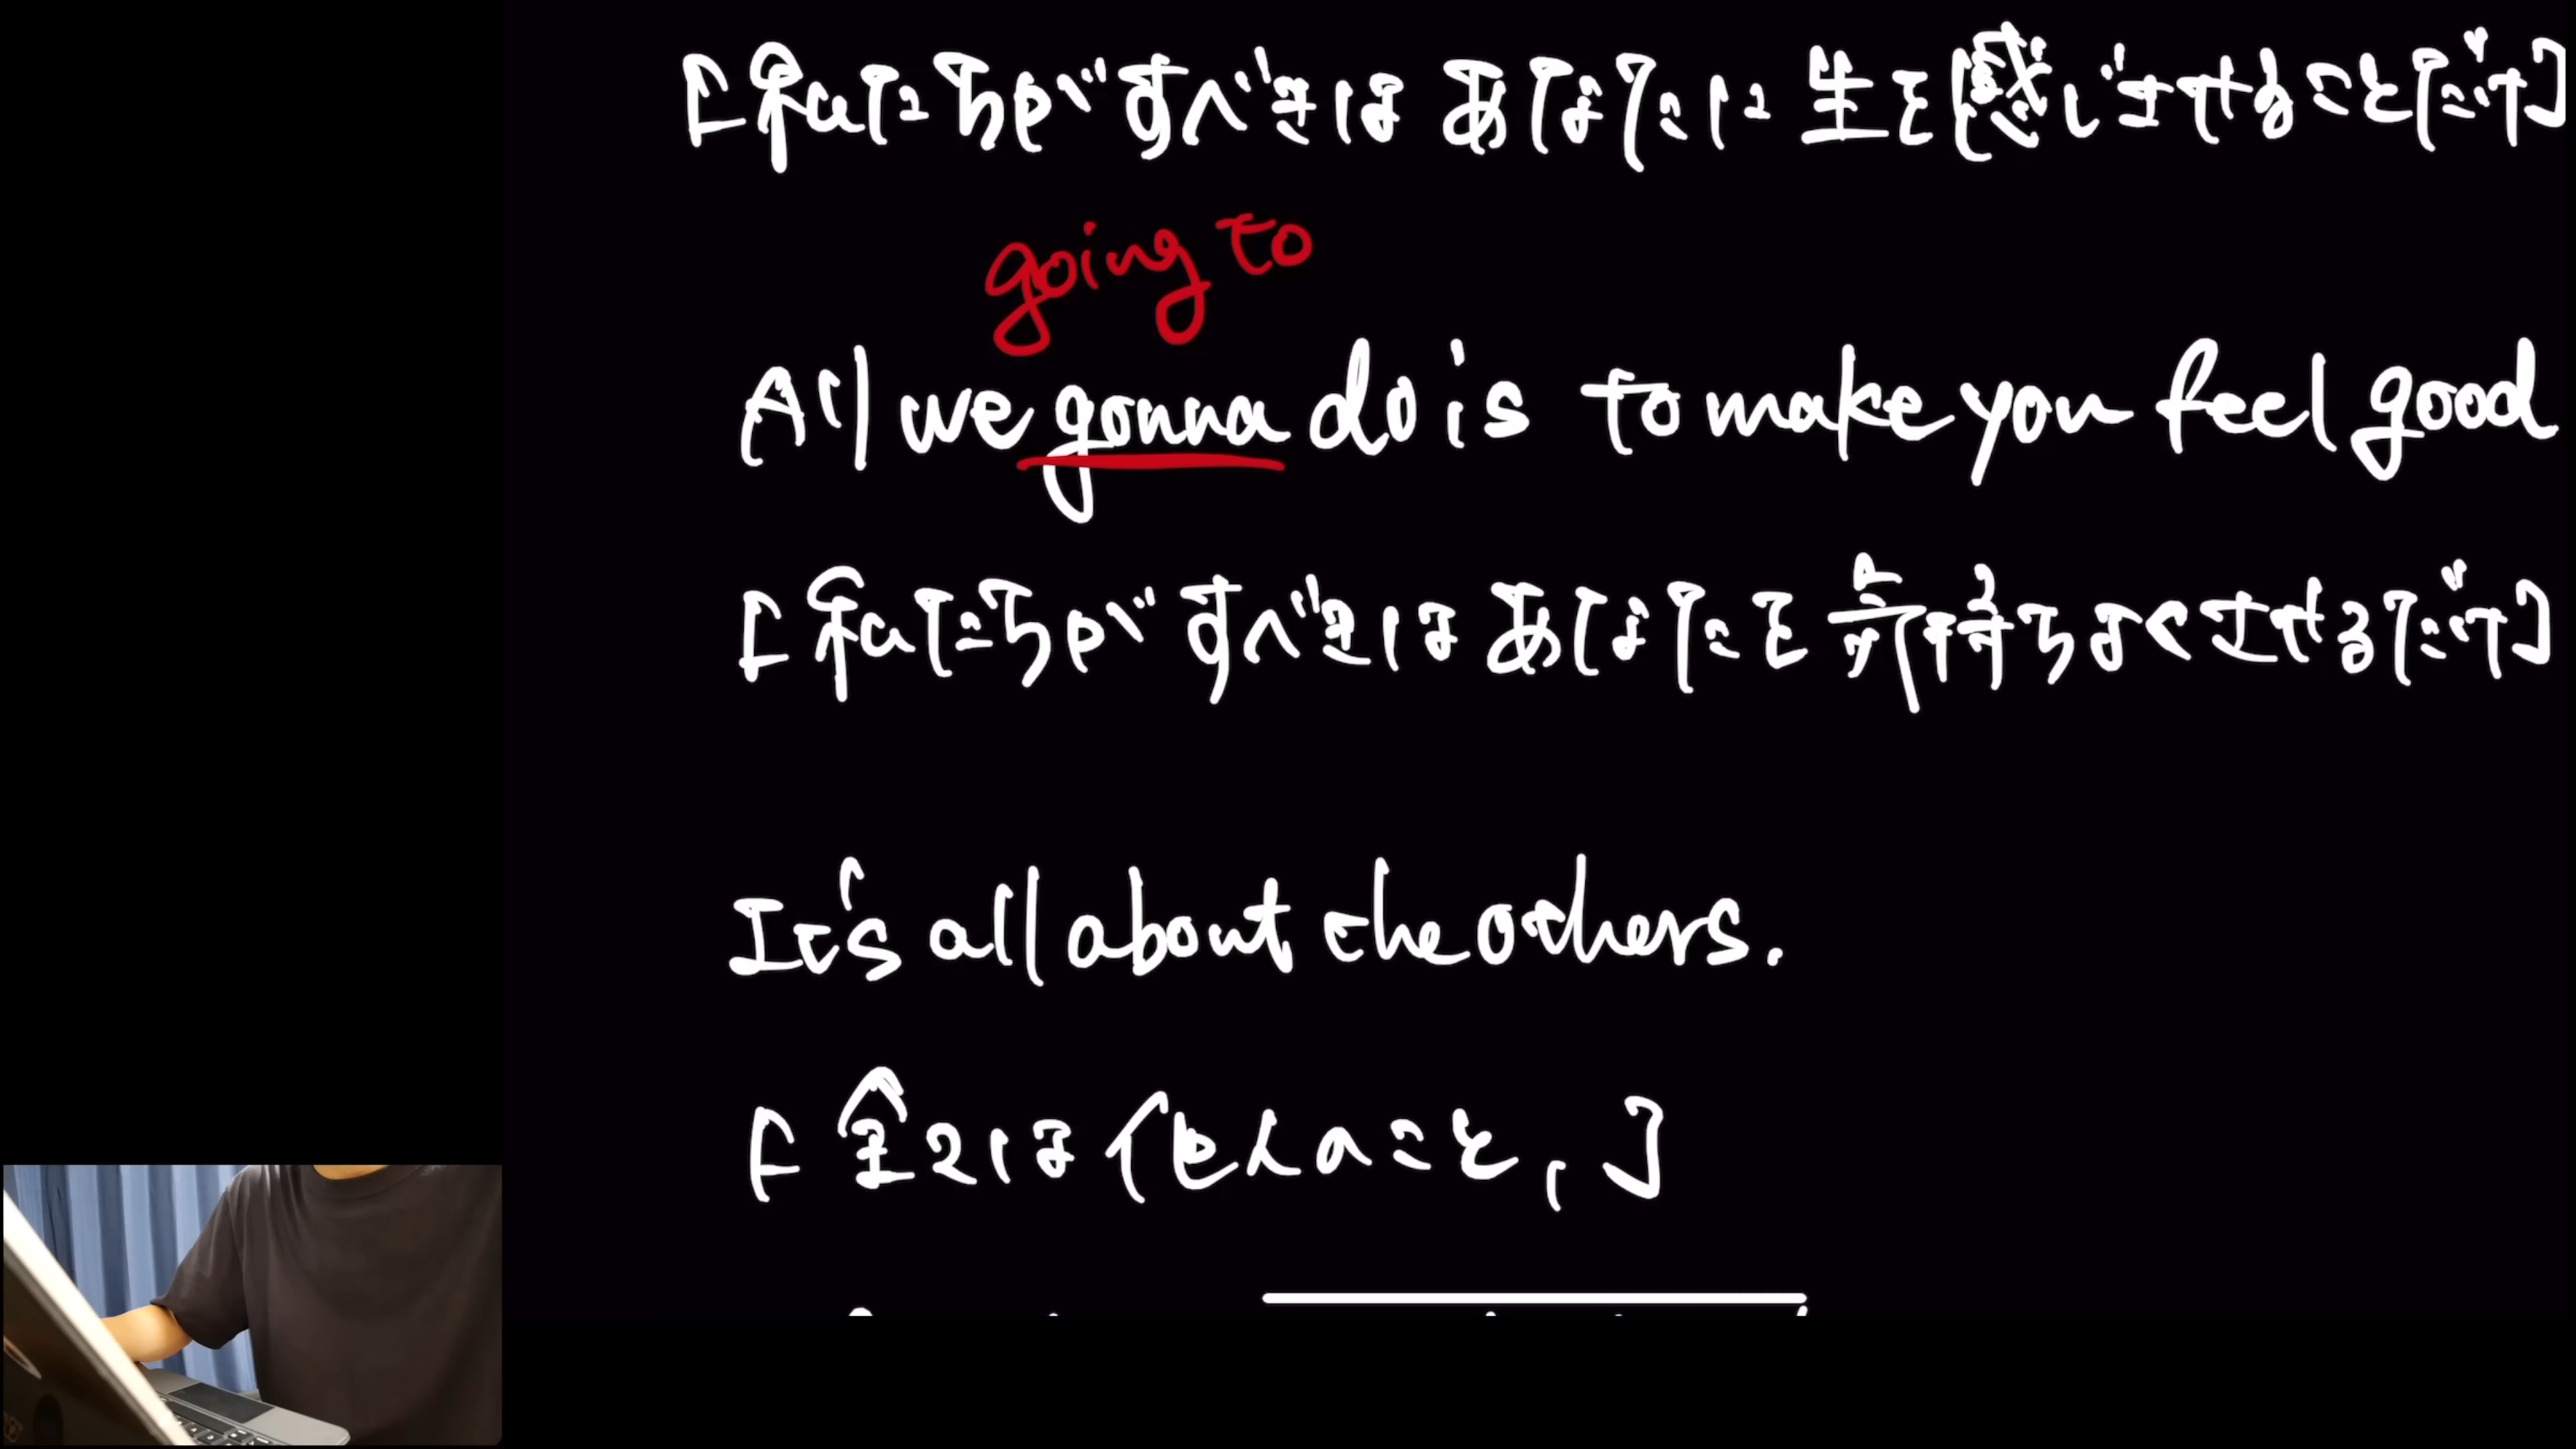 「私たちがすべきは あなたに 生を感じさせることだけ」
going to
All we gonna do is to make you feel good
「私たちが すべきは あなたを 気持ちよくさせるだけ」
It's all about the others.
「全ては他人のこと,」